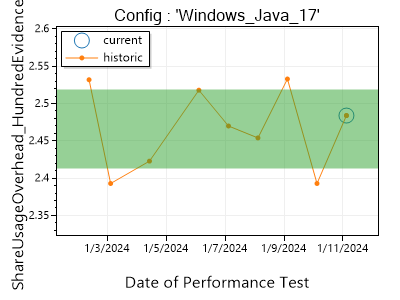 Config : 'Windows_Java_17'
ShareUsageOverhead_HundredEvidence
2.6
2.55
2.5
2.45
2.4
2.35
current
historic
1/3/2024 1/5/2024 1/7/2024 1/9/2024 1/11/2024
Date of Performance Test